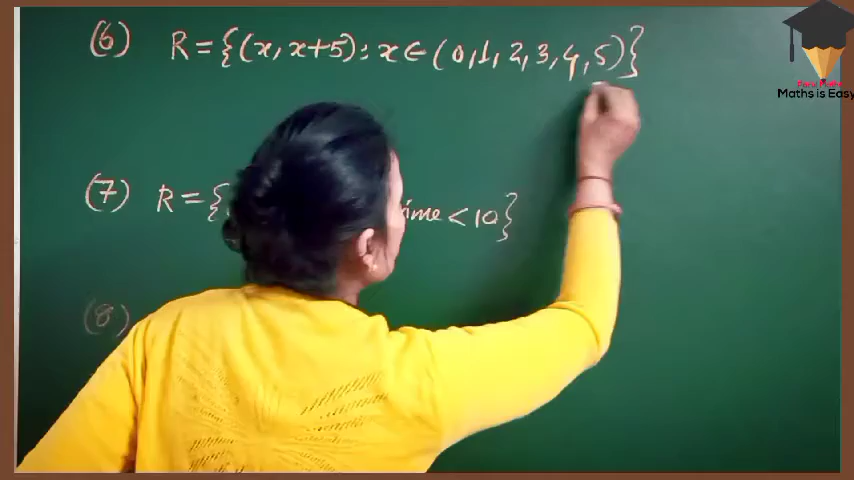 (6) R = {(x, x+5) : x ∈ (0,1,2,3,4,5)}
Maths is Easy
(7) R = { ime < 10}
(8)